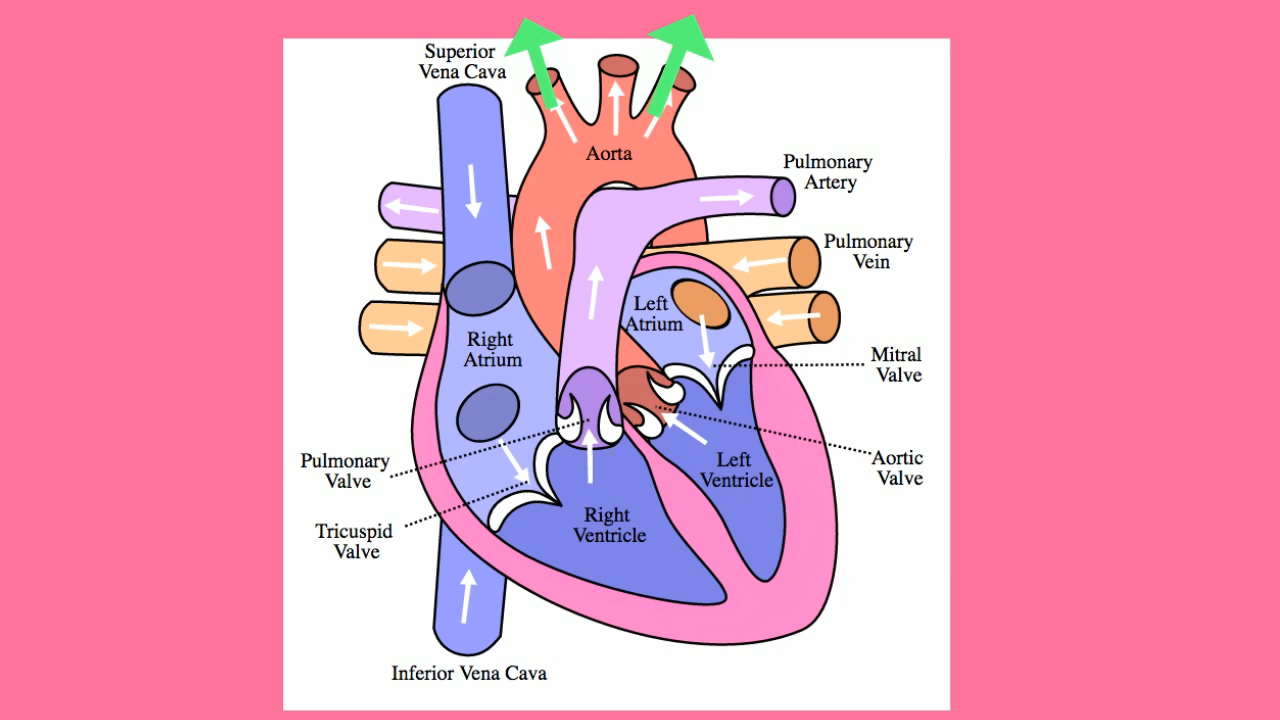 Superior
Vena Cava
Aorta
Pulmonary
Artery
Pulmonary
Vein
Left
Atrium
Right
Atrium
Mitral
Valve
Pulmonary
Valve
Left
Ventricle
Aortic
Valve
Tricuspid
Valve
Right
Ventricle
Inferior Vena Cava